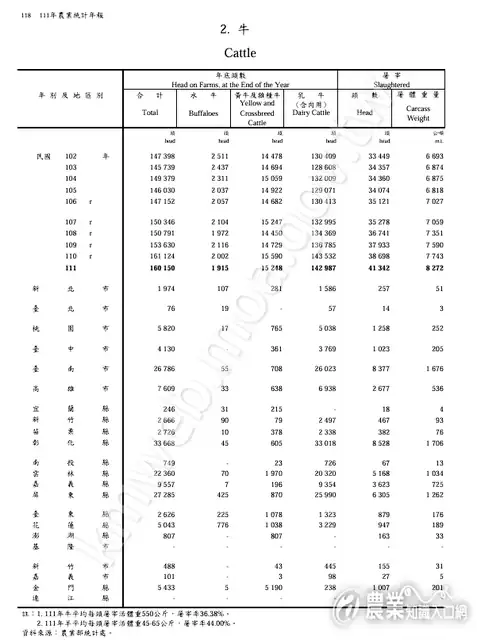 118 111年農業統計年報
2. 牛
Cattle
年別及地區別 年底頭數 Head on Farms, at the End of the Year 屠宰 Slaughtered
合計 Total 水牛 Buffaloes 黃牛及雜種牛 Yellow and Crossbreed Cattle 乳牛 (含肉用) Dairy Cattle 頭數 Head 屠體重量 Carcass Weight
頭 頭 頭 頭 頭 公噸
head head head head head m.t.
民國 102 年 147 398 2 511 14 478 130 409 33 449 6 693
103 145 739 2 437 14 694 128 608 34 357 6 874
104 149 379 2 311 15 059 132 009 34 360 6 875
105 146 030 2 037 14 922 129 071 34 074 6 818
106 r 147 152 2 057 14 682 130 413 35 121 7 027
107 r 150 346 2 104 15 247 132 995 35 278 7 059
108 r 150 791 1 972 14 450 134 369 36 741 7 351
109 r 153 630 2 116 14 729 136 785 37 933 7 590
110 r 161 124 2 002 15 590 143 532 38 698 7 743
111 160 150 1 915 15 248 142 987 41 342 8 272
新北市 1 974 107 281 1 586 257 51
臺北市 76 19 - 57 14 3
桃園市 5 820 17 765 5 038 1 258 252
臺中市 4 130 - 361 3 769 1 023 205
臺南市 26 786 55 708 26 023 8 377 1 676
高雄市 7 609 33 638 6 938 2 677 536
宜蘭縣 246 31 215 - 18 4
新竹縣 2 666 90 79 2 497 467 93
苗栗縣 2 726 10 378 2 338 382 76
彰化縣 33 668 45 605 33 018 8 528 1 706
南投縣 749 - 23 726 67 13
雲林縣 22 360 70 1 970 20 320 5 168 1 034
嘉義縣 9 557 7 196 9 354 3 623 725
屏東縣 27 285 425 870 25 990 6 305 1 262
臺東縣 2 626 225 1 078 1 323 879 176
花蓮縣 5 043 776 1 038 3 229 947 189
澎湖縣 807 - 807 - 163 33
基隆市 - - - - - -
新竹市 488 - 43 445 155 31
嘉義市 101 - 3 98 27 5
金門縣 5 433 5 5 190 238 1 007 201
連江縣 - - - - - -
註：1. 111年牛平均每頭屠宰活體重550公斤，屠宰率36.38%。
2. 111年羊平均每頭屠宰活體重45-65公斤，屠宰率44.00%。
資料來源：農業部統計處。
kmweb.moa.gov.tw
農業知識入口網